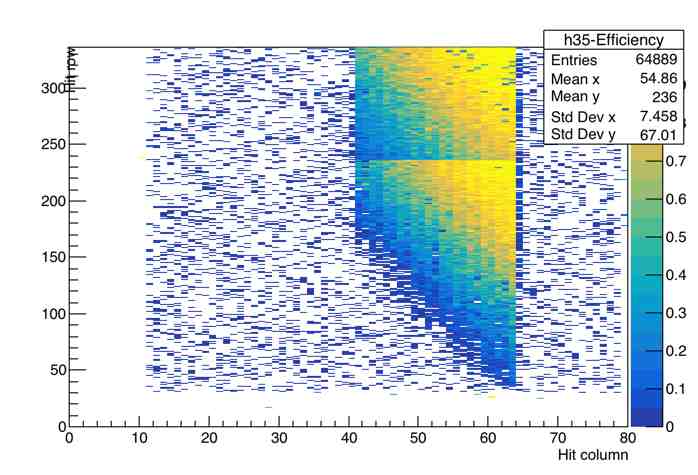 h35-Efficiency
Entries 64889
Mean x 54.86
Mean y 236
Std Dev x 7.458
Std Dev y 67.01
300
250
200
150
100
50
0
0.7
0.6
0.5
0.4
0.3
0.2
0.1
0
0 10 20 30 40 50 60 70 80
Hit column